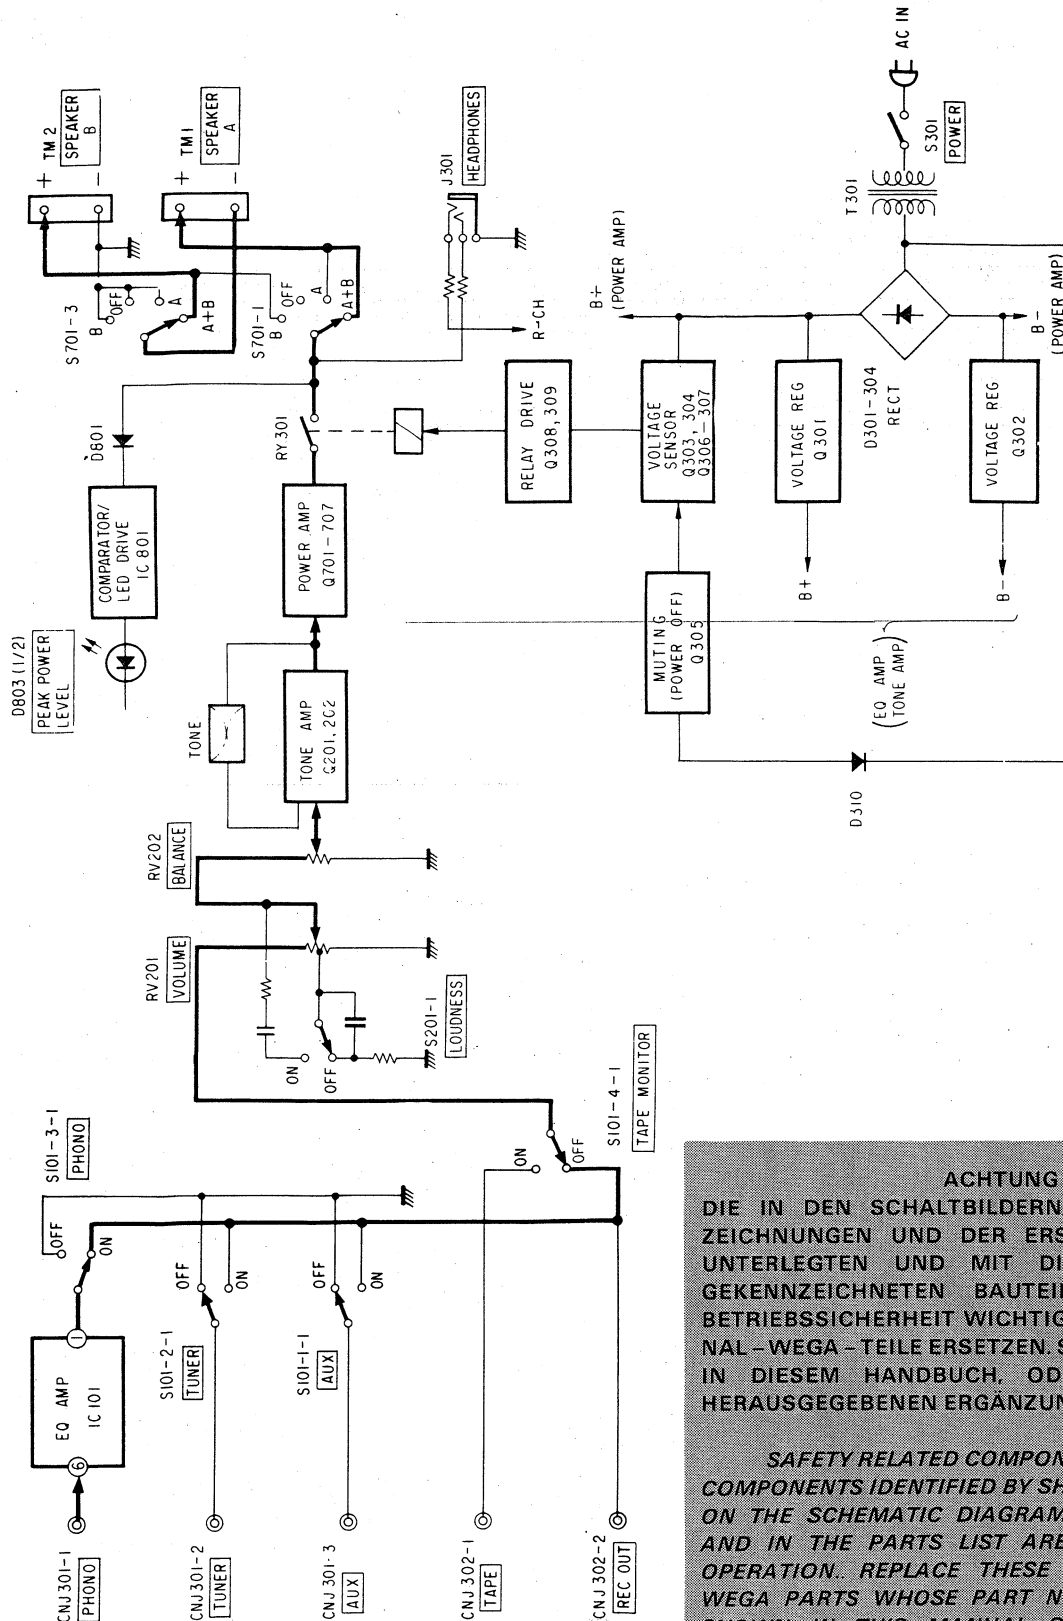 CNJ301-1
PHONO
CNJ301-2
TUNER
CNJ301-3
AUX
CNJ302-1
TAPE
CNJ302-2
REC OUT
6
EQ AMP
IC101
1
S101-3-1
PHONO
OFF
ON
S101-2-1
TUNER
OFF
ON
S101-1-1
AUX
OFF
ON
ON
OFF
S101-4-1
TAPE MONITOR
RV201
VOLUME
ON
OFF
S201-1
LOUDNESS
RV202
BALANCE
TONE
TONE AMP
Q201, 202
POWER AMP
Q701-707
D803 (1/2)
PEAK POWER
LEVEL
COMPARATOR/
LED DRIVE
IC801
D801
RY301
S701-3
B
OFF
A
A+B
S701-1
B
OFF
A
A+B
+
TM2
-
SPEAKER
B
+
TM1
-
SPEAKER
A
J301
HEADPHONES
R-CH
RELAY DRIVE
Q308, 309
VOLTAGE
SENSOR
Q303, 304
Q306-307
MUTING
(POWER OFF)
Q305
D310
B+
(POWER AMP)
VOLTAGE REG
Q301
B+
D301-304
RECT
VOLTAGE REG
Q302
B-
(EQ AMP
TONE AMP)
B-
(POWER AMP)
T301
S301
POWER
AC IN
ACHTUNG
DIE IN DEN SCHALTBILDERN
ZEICHNUNGEN UND DER ERS
UNTERLEGTEN UND MIT DI
GEKENNZEICHNETEN BAUTEI
BETRIEBSSICHERHEIT WICHTIG
NAL-WEGA-TEILE ERSETZEN. S
IN DIESEM HANDBUCH, OD
HERAUSGEGEBENEN ERGÄNZUN
SAFETY RELATED COMPON
COMPONENTS IDENTIFIED BY SH
ON THE SCHEMATIC DIAGRAM
AND IN THE PARTS LIST ARE
OPERATION. REPLACE THESE
WEGA PARTS WHOSE PART N